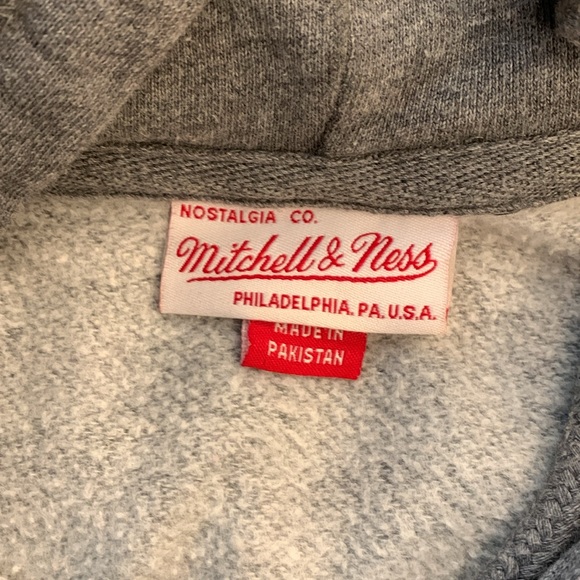 NOSTALGIA CO.
Mitchell & Ness
PHILADELPHIA, PA. U.S.A.
MADE IN
PAKISTAN